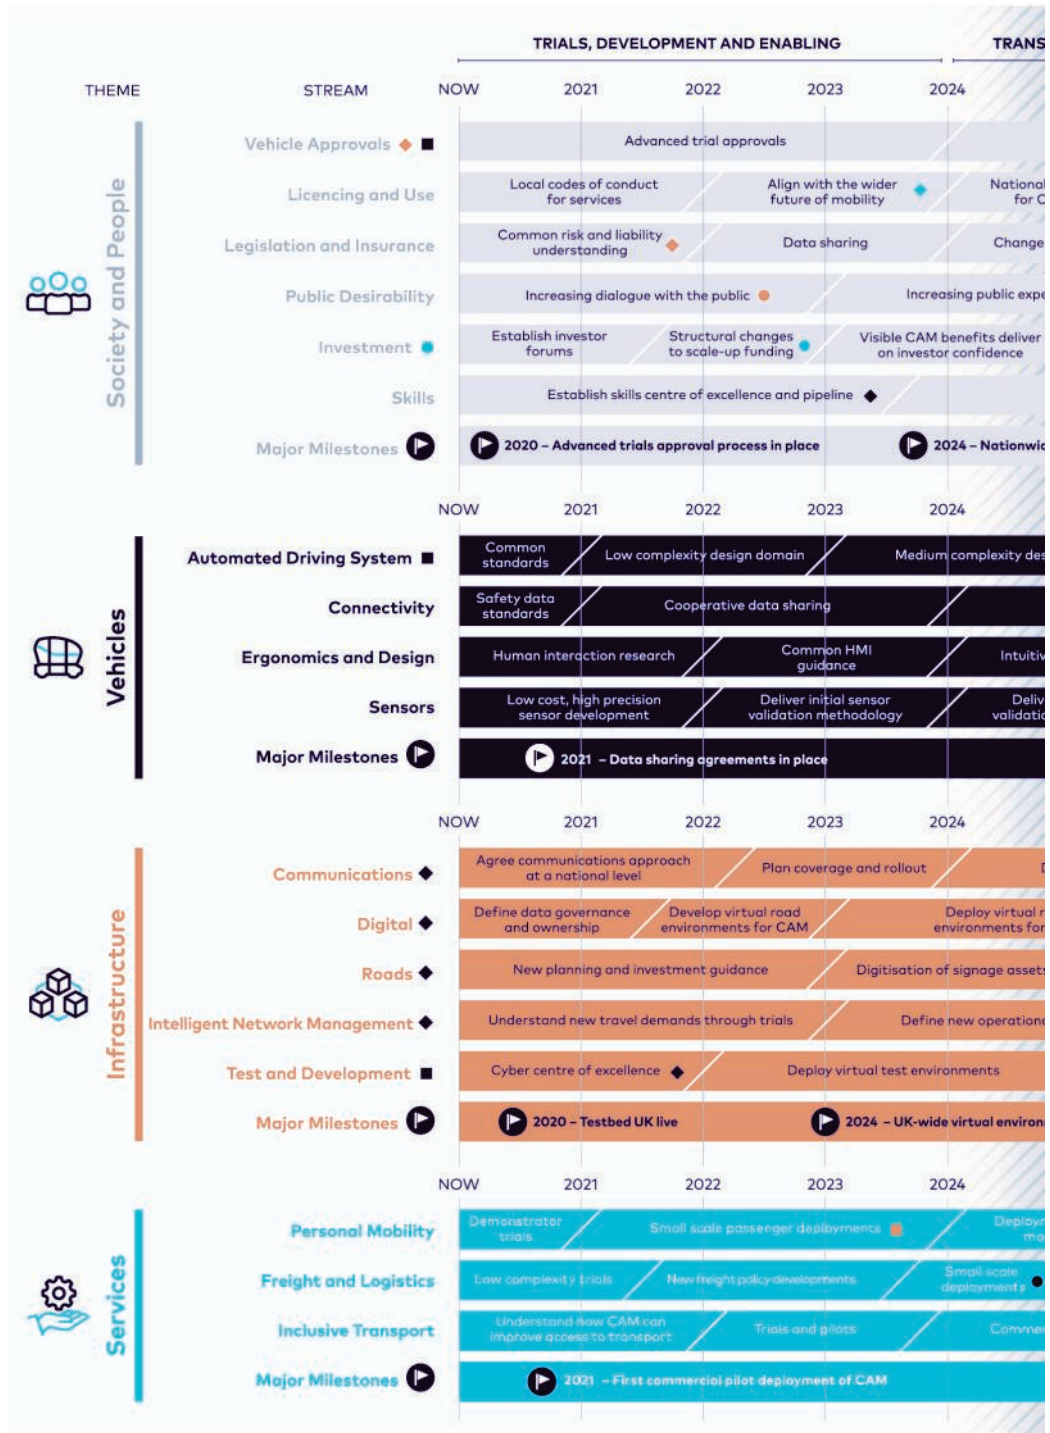 TRIALS, DEVELOPMENT AND ENABLING
TRANS
THEME
STREAM
NOW
2021
2022
2023
2024
Society and People
Vehicle Approvals
Advanced trial approvals
Licencing and Use
Local codes of conduct
for services
Align with the wider
future of mobility
National
for C
Legislation and Insurance
Common risk and liability
understanding
Data sharing
Change
Public Desirability
Increasing dialogue with the public
Increasing public expe
Investment
Establish investor
forums
Structural changes
to scale-up funding
Visible CAM benefits deliver
on investor confidence
Skills
Establish skills centre of excellence and pipeline
Major Milestones
2020 – Advanced trials approval process in place
2024 – Nationwid
NOW
2021
2022
2023
2024
Vehicles
Automated Driving System
Common
standards
Low complexity design domain
Medium complexity des
Connectivity
Safety data
standards
Cooperative data sharing
Ergonomics and Design
Human interaction research
Common HMI
guidance
Intuitiv
Sensors
Low cost, high precision
sensor development
Deliver initial sensor
validation methodology
Deliv
validatio
Major Milestones
2021 – Data sharing agreements in place
NOW
2021
2022
2023
2024
Infrastructure
Communications
Agree communications approach
at a national level
Plan coverage and rollout
D
Digital
Define data governance
and ownership
Develop virtual road
environments for CAM
Deploy virtual r
environments for
Roads
New planning and investment guidance
Digitisation of signage assets
Intelligent Network Management
Understand new travel demands through trials
Define new operationa
Test and Development
Cyber centre of excellence
Deploy virtual test environments
Major Milestones
2020 – Testbed UK live
2024 – UK-wide virtual environm
NOW
2021
2022
2023
2024
Services
Personal Mobility
Demonstrator
trials
Small scale passenger deployments
Deploym
mo
Freight and Logistics
Low complexity trials
New freight policy developments
Small scale
deployments
Inclusive Transport
Understand how CAM can
improve access to transport
Trials and pilots
Commer
Major Milestones
2021 – First commercial pilot deployment of CAM